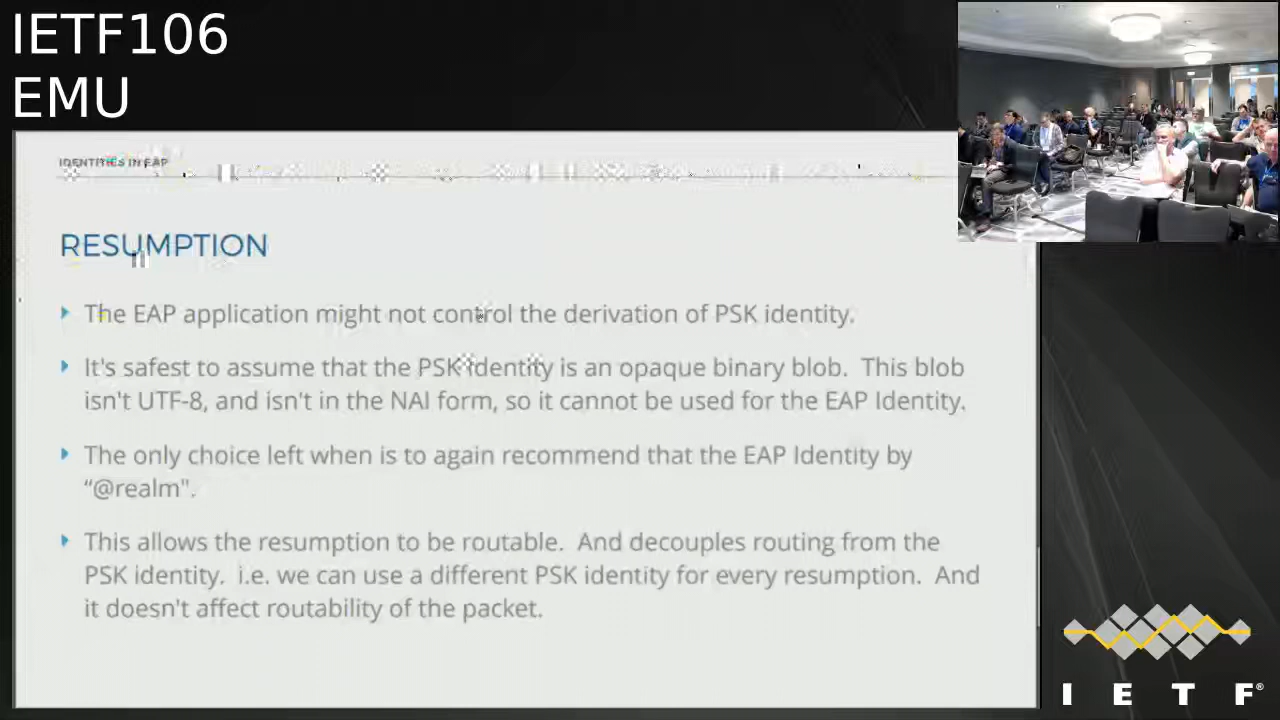 IETF106
EMU
IDENTITIES IN EAP
RESUMPTION
The EAP application might not control the derivation of PSK identity.
It's safest to assume that the PSK identity is an opaque binary blob.  This blob
isn't UTF-8, and isn't in the NAI form, so it cannot be used for the EAP Identity.
The only choice left when is to again recommend that the EAP Identity by
“@realm".
This allows the resumption to be routable.  And decouples routing from the
PSK identity.  i.e. we can use a different PSK identity for every resumption.  And
it doesn't affect routability of the packet.
I E T F®